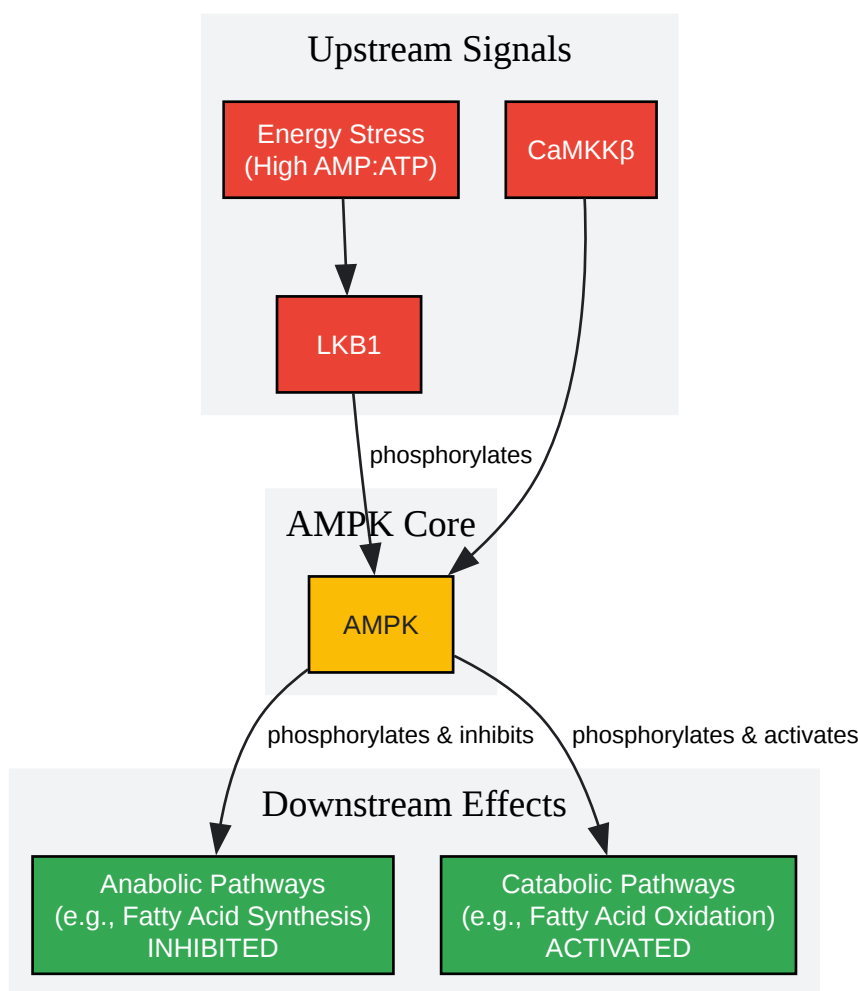 Upstream Signals
Energy Stress
(High AMP:ATP)
CaMKKβ
LKB1
phosphorylates
AMPK Core
AMPK
phosphorylates & inhibits
phosphorylates & activates
Downstream Effects
Anabolic Pathways
(e.g., Fatty Acid Synthesis)
INHIBITED
Catabolic Pathways
(e.g., Fatty Acid Oxidation)
ACTIVATED